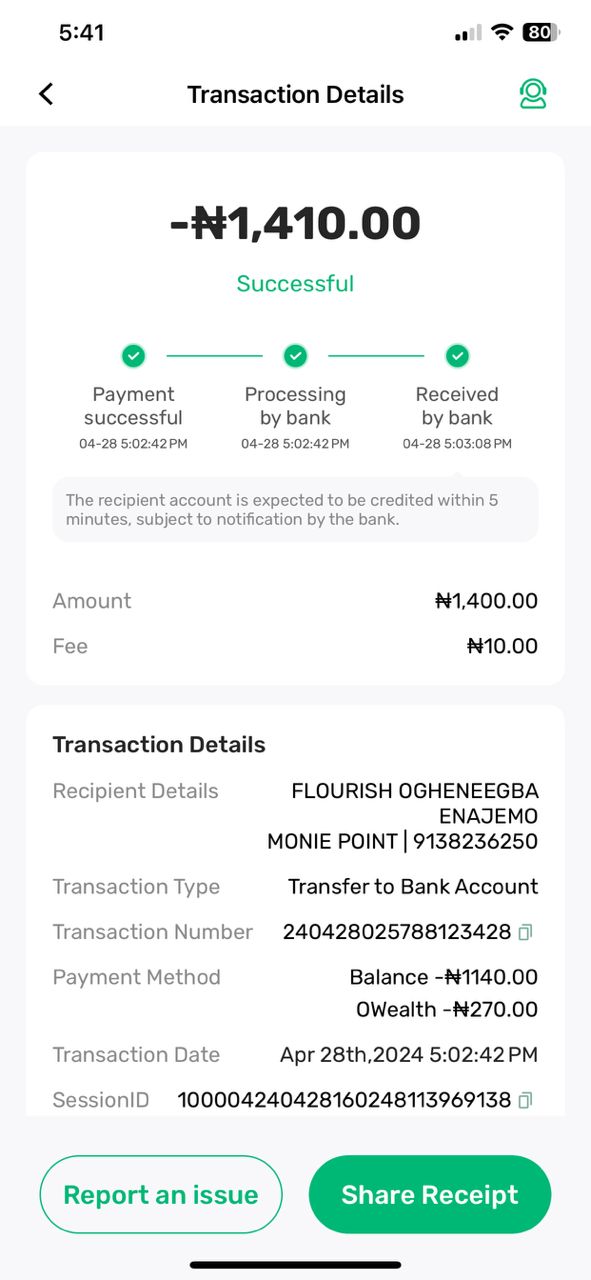 5:41
80
Transaction Details
-₦1,410.00
Successful
Payment successful
04-28 5:02:42 PM
Processing by bank
04-28 5:02:42 PM
Received by bank
04-28 5:03:08 PM
The recipient account is expected to be credited within 5
minutes, subject to notification by the bank.
Amount ₦1,400.00
Fee ₦10.00
Transaction Details
Recipient Details FLOURISH OGHENEEGBA
ENAJEMO
MONIE POINT | 9138236250
Transaction Type Transfer to Bank Account
Transaction Number 240428025788123428
Payment Method Balance -₦1140.00
OWealth -₦270.00
Transaction Date Apr 28th,2024 5:02:42 PM
SessionID 100004240428160248113969138
Report an issue
Share Receipt